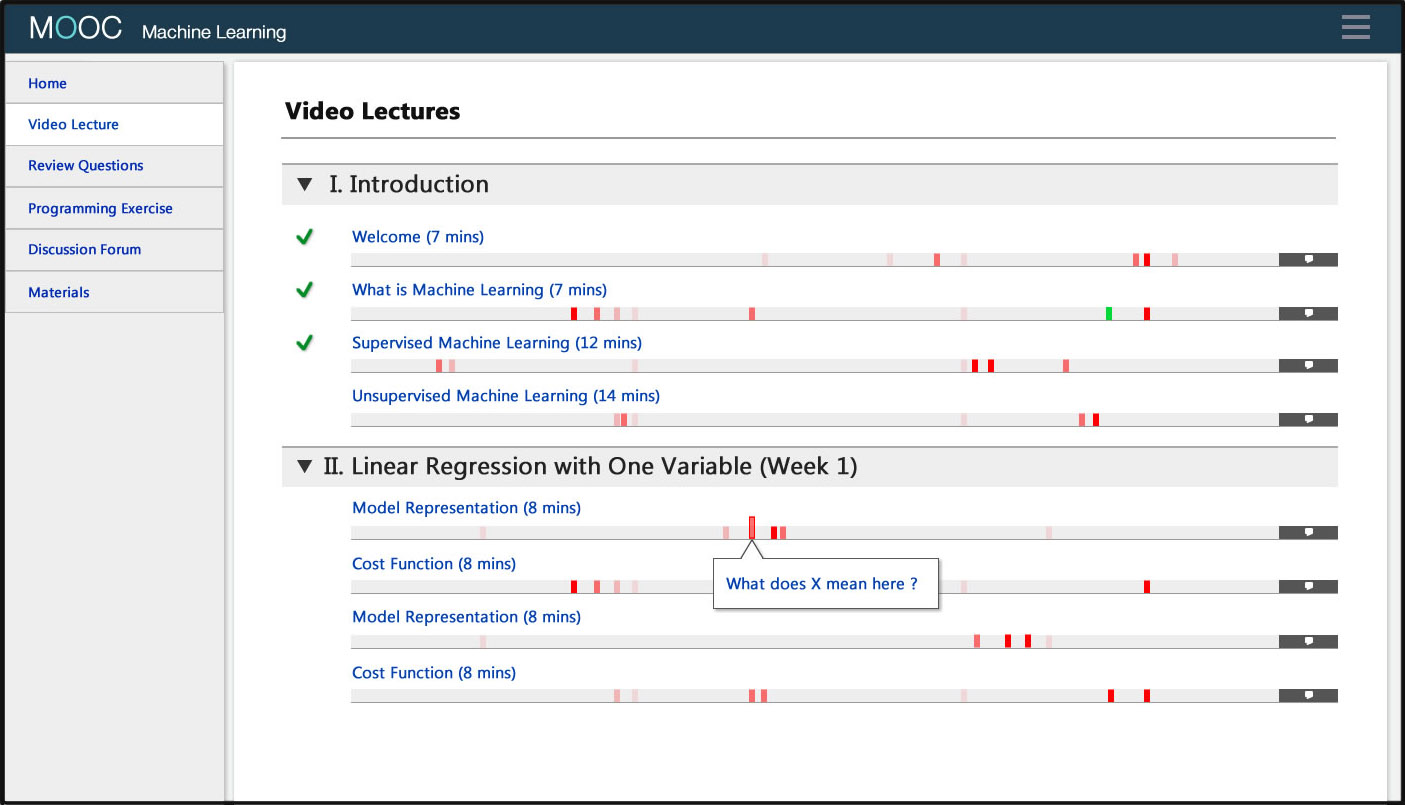 MOOC Machine Learning
Home
Video Lecture
Review Questions
Programming Exercise
Discussion Forum
Materials
Video Lectures
I. Introduction
Welcome (7 mins)
What is Machine Learning (7 mins)
Supervised Machine Learning (12 mins)
Unsupervised Machine Learning (14 mins)
II. Linear Regression with One Variable (Week 1)
Model Representation (8 mins)
Cost Function (8 mins)
What does X mean here ?
Model Representation (8 mins)
Cost Function (8 mins)